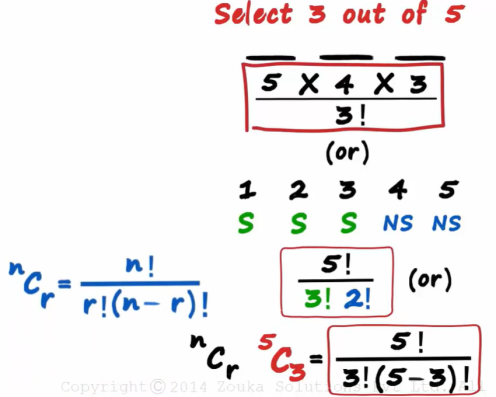 Select 3 out of 5
5 X 4 X 3
3!
(or)
1 2 3 4 5
S S S NS NS
nCr = n! / r!(n-r)!
5! / 3! 2!
(or)
nCr 5C3 = 5! / 3!(5-3)!
Copyright © 2014 Zouka Solutions